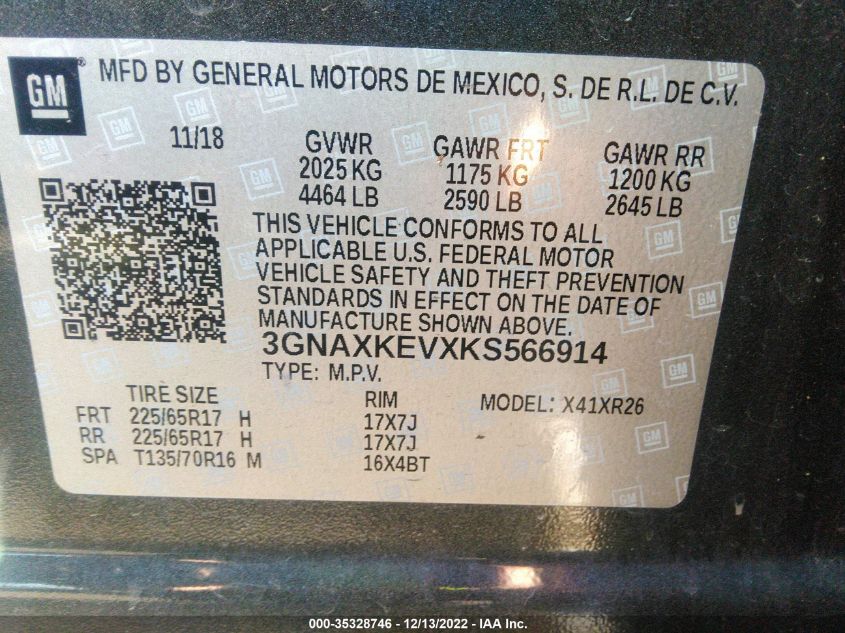 GM ® MFD BY GENERAL MOTORS DE MEXICO, S. DE R.L. DE C.V.
11/18 GVWR GAWR FRT GAWR RR
2025 KG 1175 KG 1200 KG
4464 LB 2590 LB 2645 LB
THIS VEHICLE CONFORMS TO ALL
APPLICABLE U.S. FEDERAL MOTOR
VEHICLE SAFETY AND THEFT PREVENTION
STANDARDS IN EFFECT ON THE DATE OF
MANUFACTURE SHOWN ABOVE.
3GNAXKEVXKS566914
TYPE: M.P.V.
TIRE SIZE RIM MODEL: X41XR26
FRT 225/65R17 H 17X7J
RR 225/65R17 H 17X7J
SPA T135/70R16 M 16X4BT
000-35328746 - 12/13/2022 - IAA Inc.